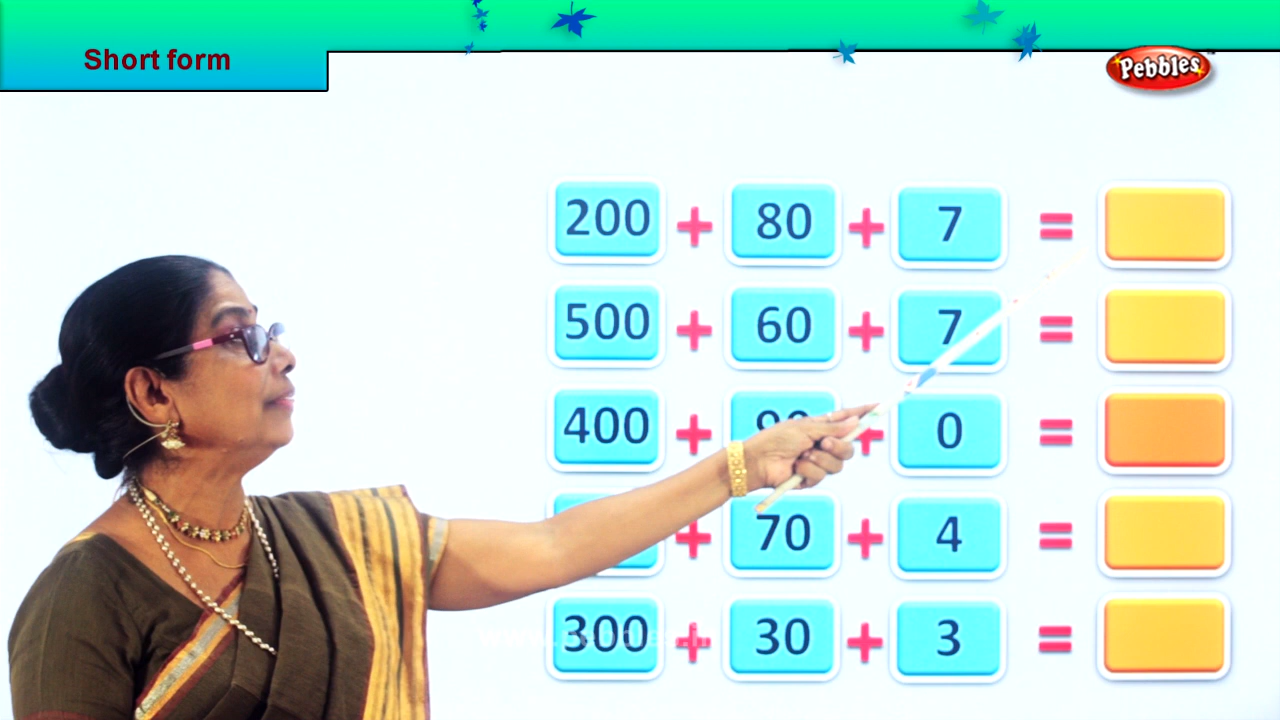 Short form
Pebbles
200 + 80 + 7 =
500 + 60 + 7 =
400 + + 0 =
+ 70 + 4 =
300 + 30 + 3 =